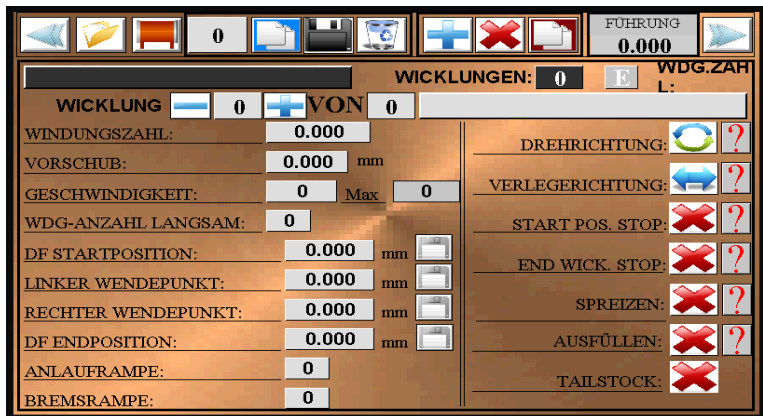 0 FÜHRUNG
0.000
WICKLUNGEN: 0 E WDG.ZAH
L:
WICKLUNG 0 VON 0
WINDUNGSZAHL: 0.000
VORSCHUB: 0.000 mm
GESCHWINDIGKEIT: 0 Max 0
WDG-ANZAHL LANGSAM: 0
DF STARTPOSITION: 0.000 mm
LINKER WENDEPUNKT: 0.000 mm
RECHTER WENDEPUNKT: 0.000 mm
DF ENDPOSITION: 0.000 mm
ANLAUFRAMPE: 0
BREMSRAMPE: 0
DREHRICHTUNG: ?
VERLEGERICHTUNG: ?
START POS. STOP: ?
END WICK. STOP: ?
SPREIZEN: ?
AUSFÜLLEN: ?
TAILSTOCK: